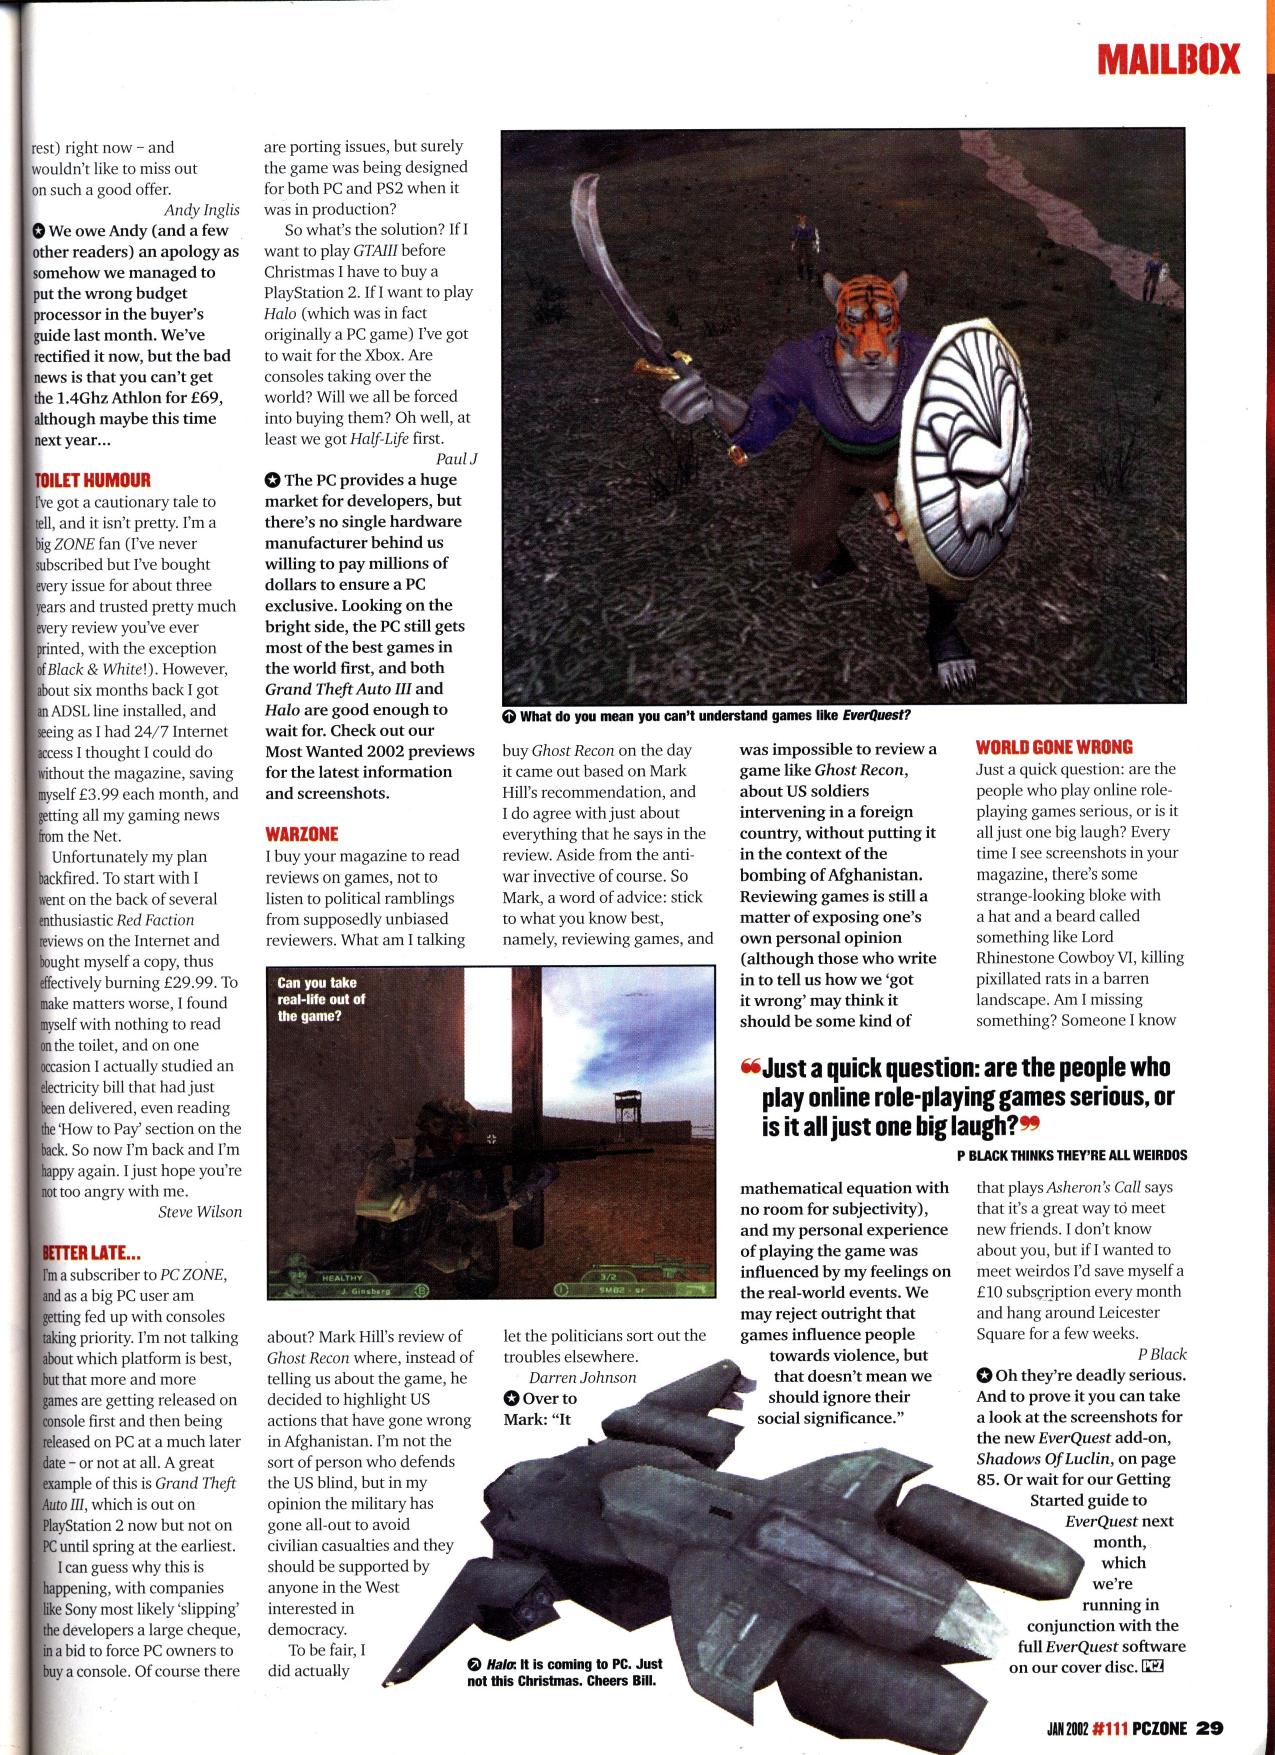 MAILBOX
rest) right now – and
wouldn't like to miss out
on such a good offer.
Andy Inglis
We owe Andy (and a few
other readers) an apology as
somehow we managed to
put the wrong budget
processor in the buyer's
guide last month. We've
rectified it now, but the bad
news is that you can't get
the 1.4Ghz Athlon for £69,
although maybe this time
next year...
TOILET HUMOUR
I've got a cautionary tale to
tell, and it isn't pretty. I'm a
big ZONE fan (I've never
subscribed but I've bought
every issue for about three
years and trusted pretty much
every review you've ever
printed, with the exception
of Black & White!). However,
about six months back I got
an ADSL line installed, and
seeing as I had 24/7 Internet
access I thought I could do
without the magazine, saving
myself £3.99 each month, and
getting all my gaming news
from the Net.
Unfortunately my plan
backfired. To start with I
went on the back of several
enthusiastic Red Faction
reviews on the Internet and
bought myself a copy, thus
effectively burning £29.99. To
make matters worse, I found
myself with nothing to read
on the toilet, and on one
occasion I actually studied an
electricity bill that had just
been delivered, even reading
the 'How to Pay' section on the
back. So now I'm back and I'm
happy again. I just hope you're
not too angry with me.
Steve Wilson
BETTER LATE...
I'm a subscriber to PC ZONE,
and as a big PC user am
getting fed up with consoles
taking priority. I'm not talking
about which platform is best,
but that more and more
games are getting released on
console first and then being
released on PC at a much later
date – or not at all. A great
example of this is Grand Theft
Auto III, which is out on
PlayStation 2 now but not on
PC until spring at the earliest.
I can guess why this is
happening, with companies
like Sony most likely 'slipping'
the developers a large cheque,
in a bid to force PC owners to
buy a console. Of course there
are porting issues, but surely
the game was being designed
for both PC and PS2 when it
was in production?
So what's the solution? If I
want to play GTAIII before
Christmas I have to buy a
PlayStation 2. If I want to play
Halo (which was in fact
originally a PC game) I've got
to wait for the Xbox. Are
consoles taking over the
world? Will we all be forced
into buying them? Oh well, at
least we got Half-Life first.
Paul J
The PC provides a huge
market for developers, but
there's no single hardware
manufacturer behind us
willing to pay millions of
dollars to ensure a PC
exclusive. Looking on the
bright side, the PC still gets
most of the best games in
the world first, and both
Grand Theft Auto III and
Halo are good enough to
wait for. Check out our
Most Wanted 2002 previews
for the latest information
and screenshots.
WARZONE
I buy your magazine to read
reviews on games, not to
listen to political ramblings
from supposedly unbiased
reviewers. What am I talking
Can you take
real-life out of
the game?
HEALTHY
J. Ginsberg
3/2
about? Mark Hill's review of
Ghost Recon where, instead of
telling us about the game, he
decided to highlight US
actions that have gone wrong
in Afghanistan. I'm not the
sort of person who defends
the US blind, but in my
opinion the military has
gone all-out to avoid
civilian casualties and they
should be supported by
anyone in the West
interested in
democracy.
To be fair, I
did actually
What do you mean you can't understand games like EverQuest?
buy Ghost Recon on the day
it came out based on Mark
Hill's recommendation, and
I do agree with just about
everything that he says in the
review. Aside from the anti-
war invective of course. So
Mark, a word of advice: stick
to what you know best,
namely, reviewing games, and
let the politicians sort out the
troubles elsewhere.
Darren Johnson
Over to
Mark: "It
was impossible to review a
game like Ghost Recon,
about US soldiers
intervening in a foreign
country, without putting it
in the context of the
bombing of Afghanistan.
Reviewing games is still a
matter of exposing one's
own personal opinion
(although those who write
in to tell us how we 'got
it wrong' may think it
should be some kind of
mathematical equation with
no room for subjectivity),
and my personal experience
of playing the game was
influenced by my feelings on
the real-world events. We
may reject outright that
games influence people
towards violence, but
that doesn't mean we
should ignore their
social significance."
Halo: It is coming to PC. Just
not this Christmas. Cheers Bill.
WORLD GONE WRONG
Just a quick question: are the
people who play online role-
playing games serious, or is it
all just one big laugh? Every
time I see screenshots in your
magazine, there's some
strange-looking bloke with
a hat and a beard called
something like Lord
Rhinestone Cowboy VI, killing
pixillated rats in a barren
landscape. Am I missing
something? Someone I know
"Just a quick question: are the people who
play online role-playing games serious, or
is it all just one big laugh?"
P BLACK THINKS THEY'RE ALL WEIRDOS
that plays Asheron's Call says
that it's a great way to meet
new friends. I don't know
about you, but if I wanted to
meet weirdos I'd save myself a
£10 subscription every month
and hang around Leicester
Square for a few weeks.
P Black
Oh they're deadly serious.
And to prove it you can take
a look at the screenshots for
the new EverQuest add-on,
Shadows Of Luclin, on page
85. Or wait for our Getting
Started guide to
EverQuest next
month,
which
we're
running in
conjunction with the
full EverQuest software
on our cover disc. PCZ
JAN 2002 #111 PCZONE 29